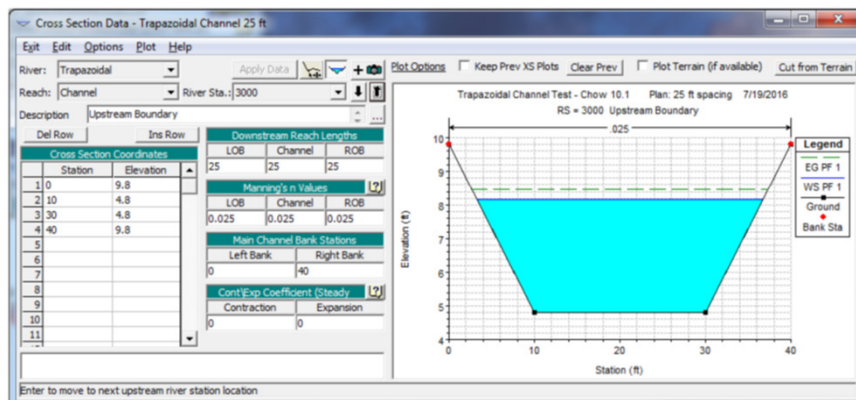 Cross Section Data - Trapazoidal Channel 25 ft
Exit Edit Options Plot Help
River: Trapezoidal
Apply Data
Reach: Channel
River Sta.: 3000
Description Upstream Boundary
...
Del Row Ins Row
Cross Section Coordinates
Station Elevation
1 0 9.8
2 10 4.8
3 30 4.8
4 40 9.8
5
6
7
8
9
10
11
Downstream Reach Lengths
LOB Channel ROB
25 25 25
Manning's n Values
LOB Channel ROB
0.025 0.025 0.025
Main Channel Bank Stations
Left Bank Right Bank
0 40
Cont\Exp Coefficient (Steady
Contraction Expansion
0 0
Plot Options Keep Prev XS Plots Clear Prev Plot Terrain (if available) Cut from Terrain
Trapazoidal Channel Test - Chow 10.1 Plan: 25 ft spacing 7/19/2016
RS = 3000 Upstream Boundary
.025
Elevation (ft)
10
9
8
7
6
5
4
0 10 20 30 40
Station (ft)
Legend
EG PF 1
WS PF 1
Ground
Bank Sta
Enter to move to next upstream river station location